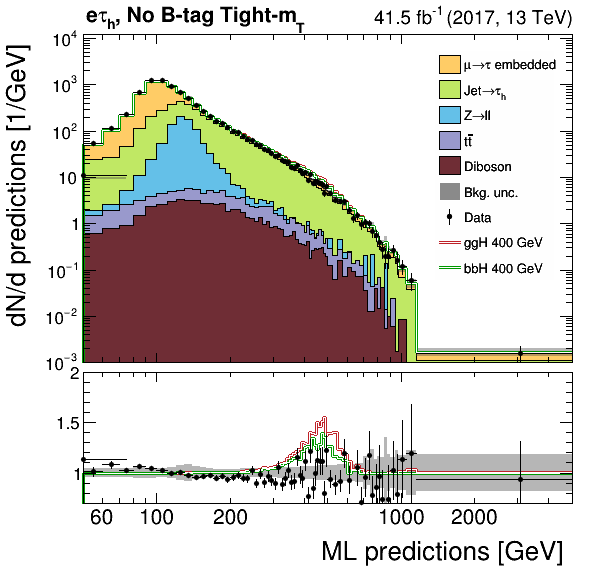 eτh, No B-tag Tight-mT
41.5 fb⁻¹ (2017, 13 TeV)
dN/d predictions [1/GeV]
10⁴
10³
10²
10
1
10⁻¹
10⁻²
10⁻³
μ→τ embedded
Jet→τh
Z→ll
tt̄
Diboson
Bkg. unc.
Data
ggH 400 GeV
bbH 400 GeV
2
1.5
1
60 100 200 1000 2000
ML predictions [GeV]